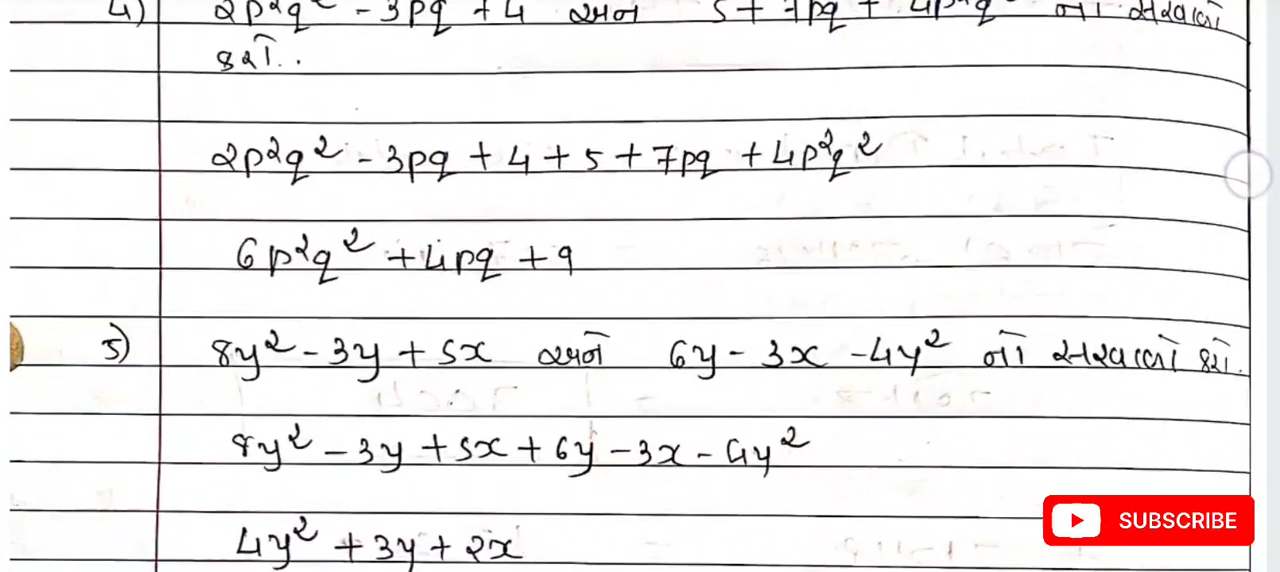 4) 2p²q² - 3pq + 4 અને 5 + 7pq + 4p²q² નો સરવાળો
કરો..
2p²q² - 3pq + 4 + 5 + 7pq + 4p²q²
6p²q² + 4pq + 9
5) 8y² - 3y + 5x અને 6y - 3x - 4y² નો સરવાળો કરો.
8y² - 3y + 5x + 6y - 3x - 4y²
4y² + 3y + 2x
SUBSCRIBE